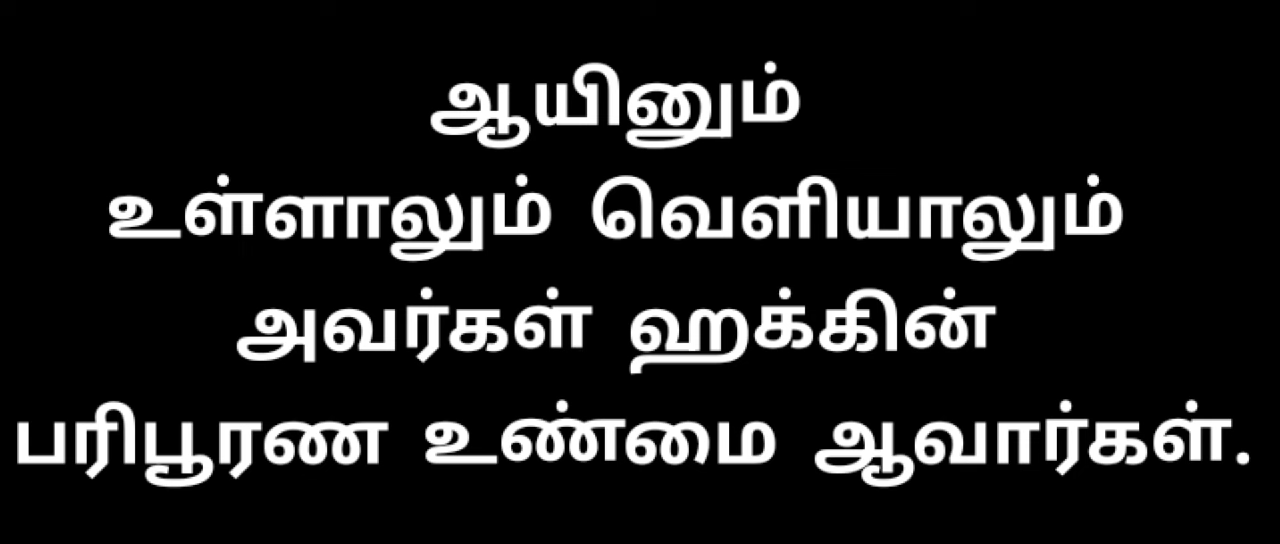 ஆயினும்
உள்ளாலும் வெளியாலும்
அவர்கள் ஹக்கின்
பரிபூரண உண்மை ஆவார்கள்.